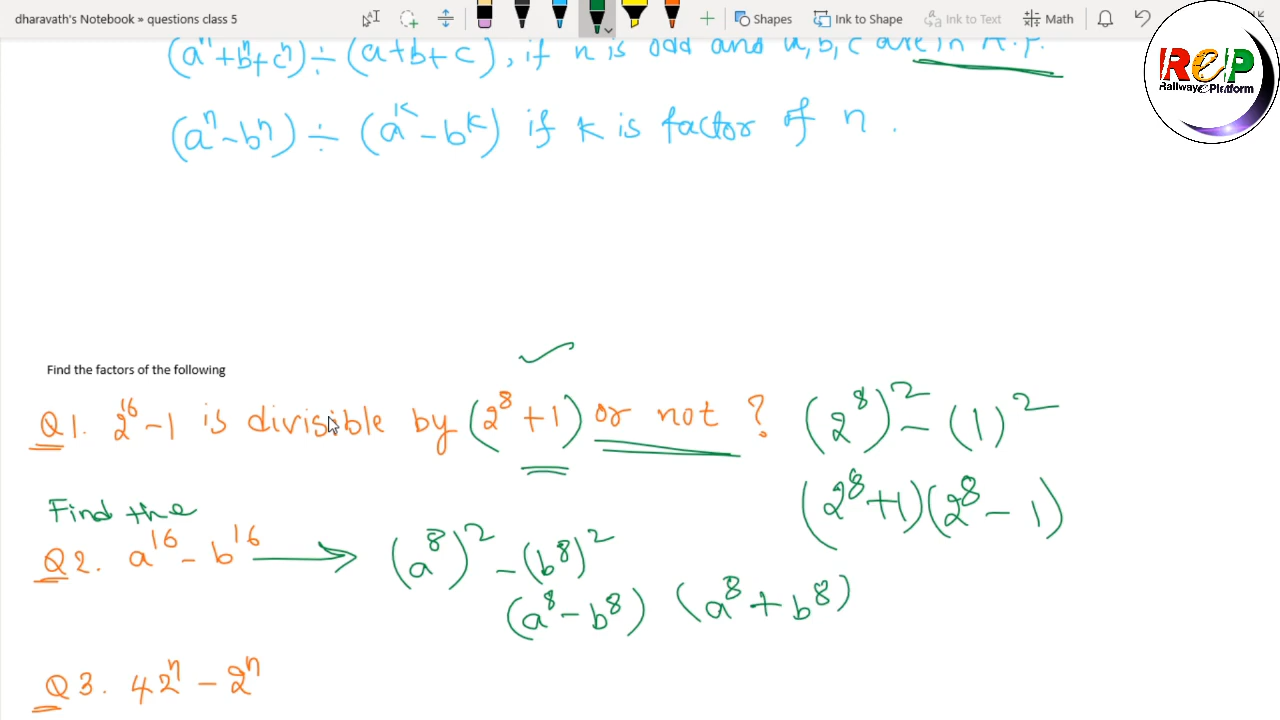 dharavath's Notebook » questions class 5
Shapes Ink to Shape Ink to Text Math
ReP
Railways Platform
(aⁿ+bⁿ+cⁿ) ÷ (a+b+c), if n is odd and a, b, c are in A.P.
(aⁿ-bⁿ) ÷ (aᵏ-bᵏ) if k is factor of n.
Find the factors of the following
Q1. 2¹⁶-1 is divisible by (2⁸+1) or not? (2⁸)²-(1)²
(2⁸+1)(2⁸-1)
Find the
Q2. a¹⁶-b¹⁶ → (a⁸)²-(b⁸)²
(a⁸-b⁸) (a⁸+b⁸)
Q3. 42ⁿ-2ⁿ